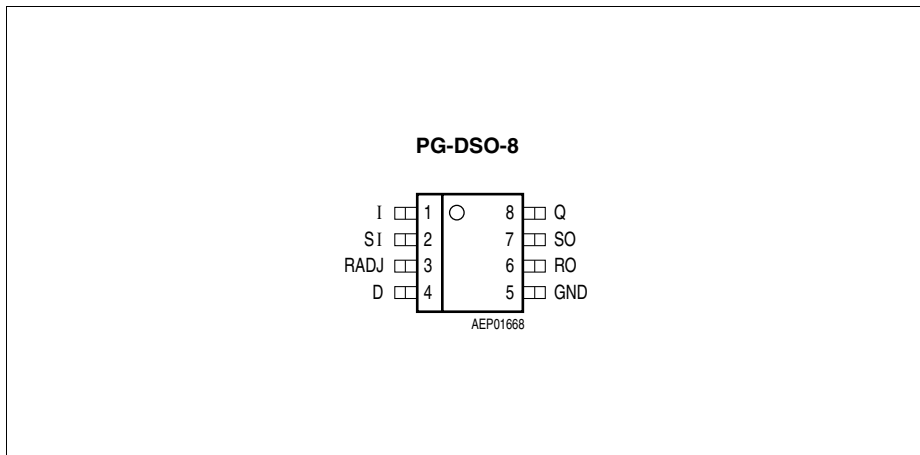 PG-DSO-8
I 1 8 Q
SI 2 7 SO
RADJ 3 6 RO
D 4 5 GND
AEP01668